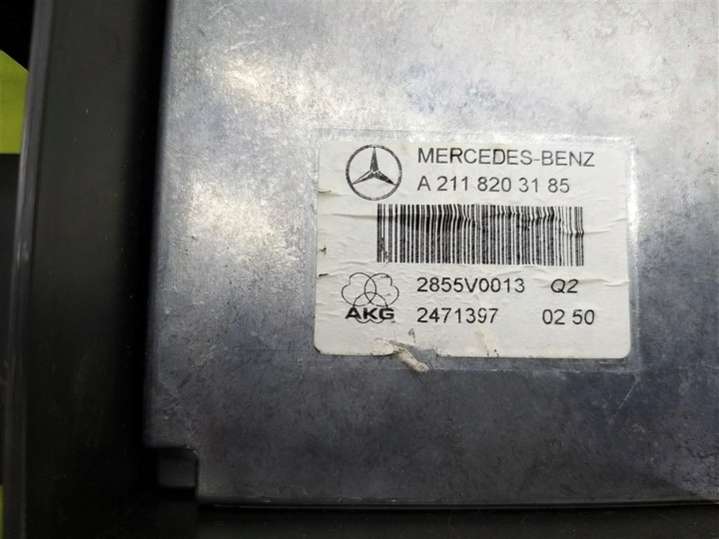 MERCEDES-BENZ
A 211 820 31 85
2855V0013 Q2
AKG 2471397 02 50